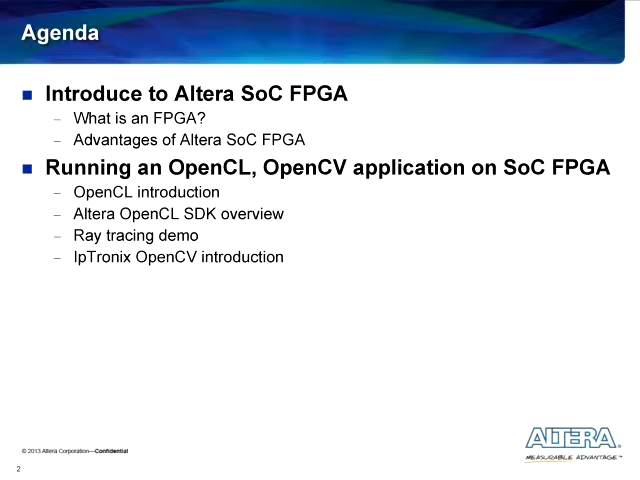 Agenda
Introduce to Altera SoC FPGA
– What is an FPGA?
– Advantages of Altera SoC FPGA
Running an OpenCL, OpenCV application on SoC FPGA
– OpenCL introduction
– Altera OpenCL SDK overview
– Ray tracing demo
– IpTronix OpenCV introduction
© 2013 Altera Corporation—Confidential
ALTERA
MEASURABLE ADVANTAGE™
2